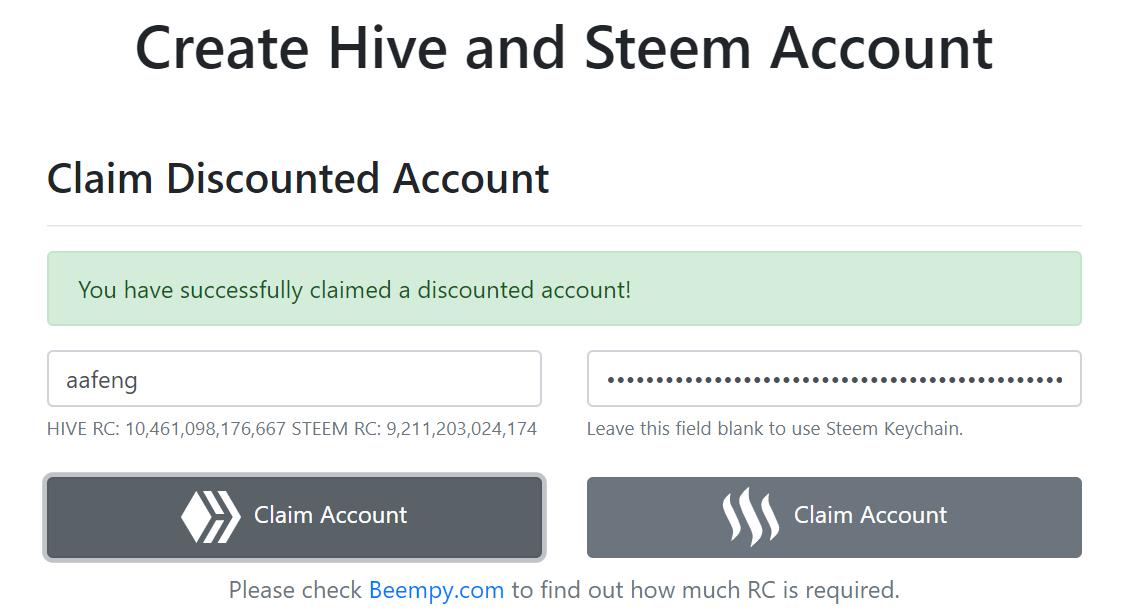 Create Hive and Steem Account
Claim Discounted Account
You have successfully claimed a discounted account!
aafeng
••••••••••••••••••••••••••••••••••••••••••••••••
HIVE RC: 10,461,098,176,667 STEEM RC: 9,211,203,024,174
Leave this field blank to use Steem Keychain.
Claim Account
Claim Account
Please check Beempy.com to find out how much RC is required.